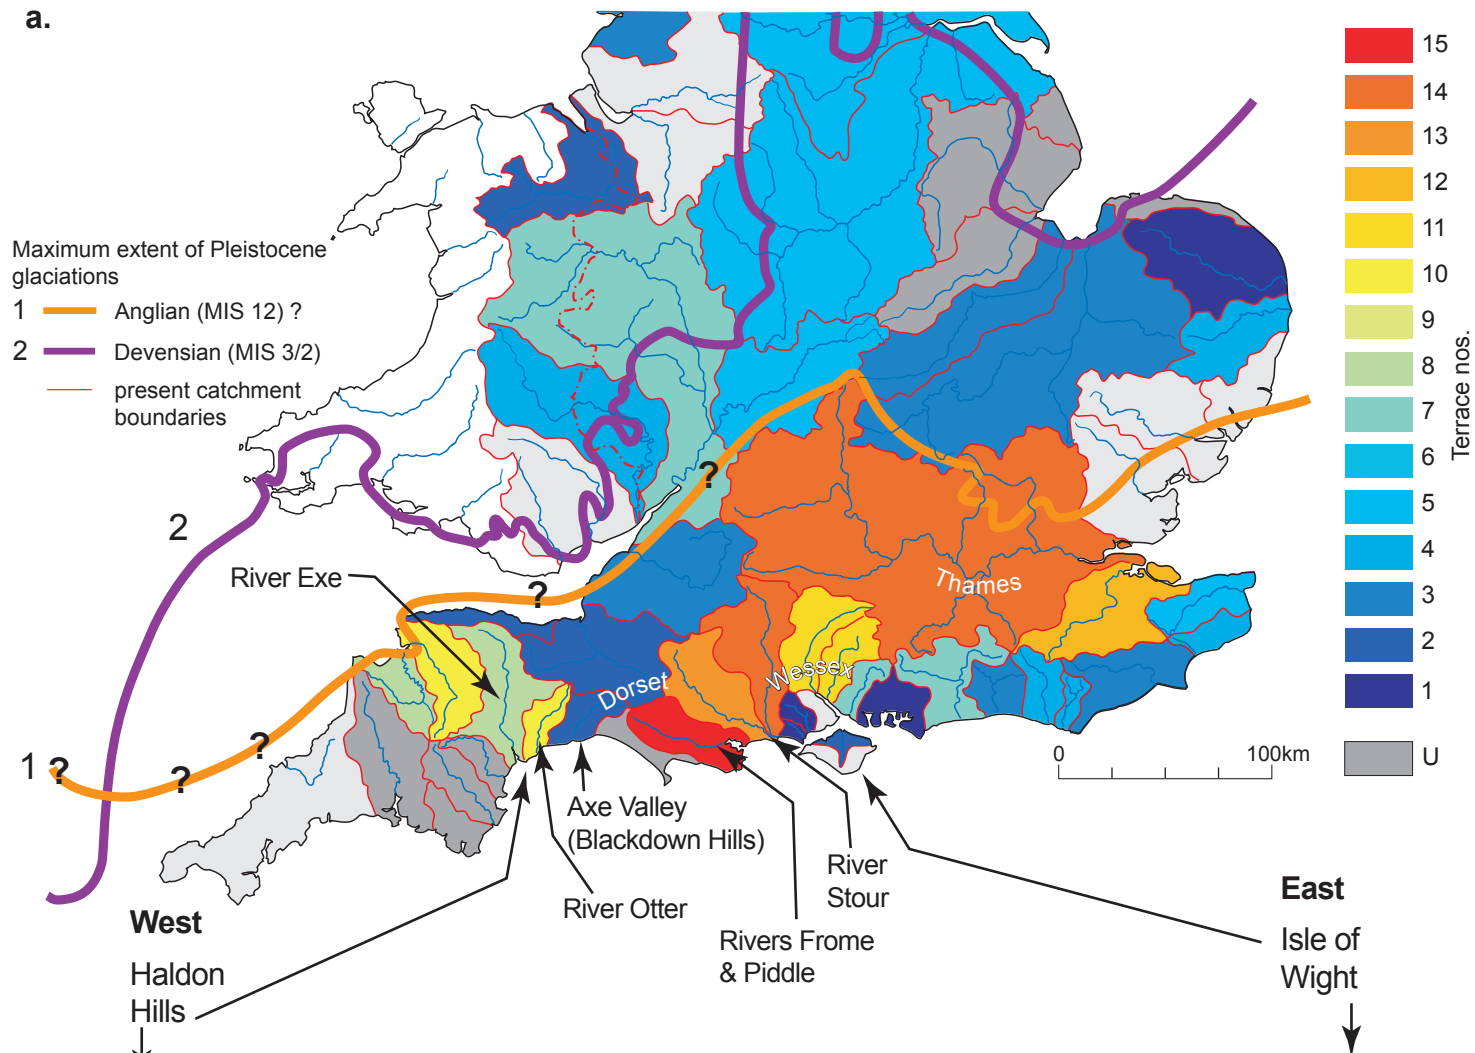 a.
Maximum extent of Pleistocene
glaciations
1 Anglian (MIS 12) ?
2 Devensian (MIS 3/2)
present catchment
boundaries
15
14
13
12
11
10
9
8
7
6
5
4
3
2
1
U
Terrace nos.
?
2
River Exe
?
Thames
Wessex
Dorset
?
?
1 ?
0 100km
Axe Valley
(Blackdown Hills)
River Otter
River
Stour
Rivers Frome
& Piddle
West
Haldon
Hills
East
Isle of
Wight